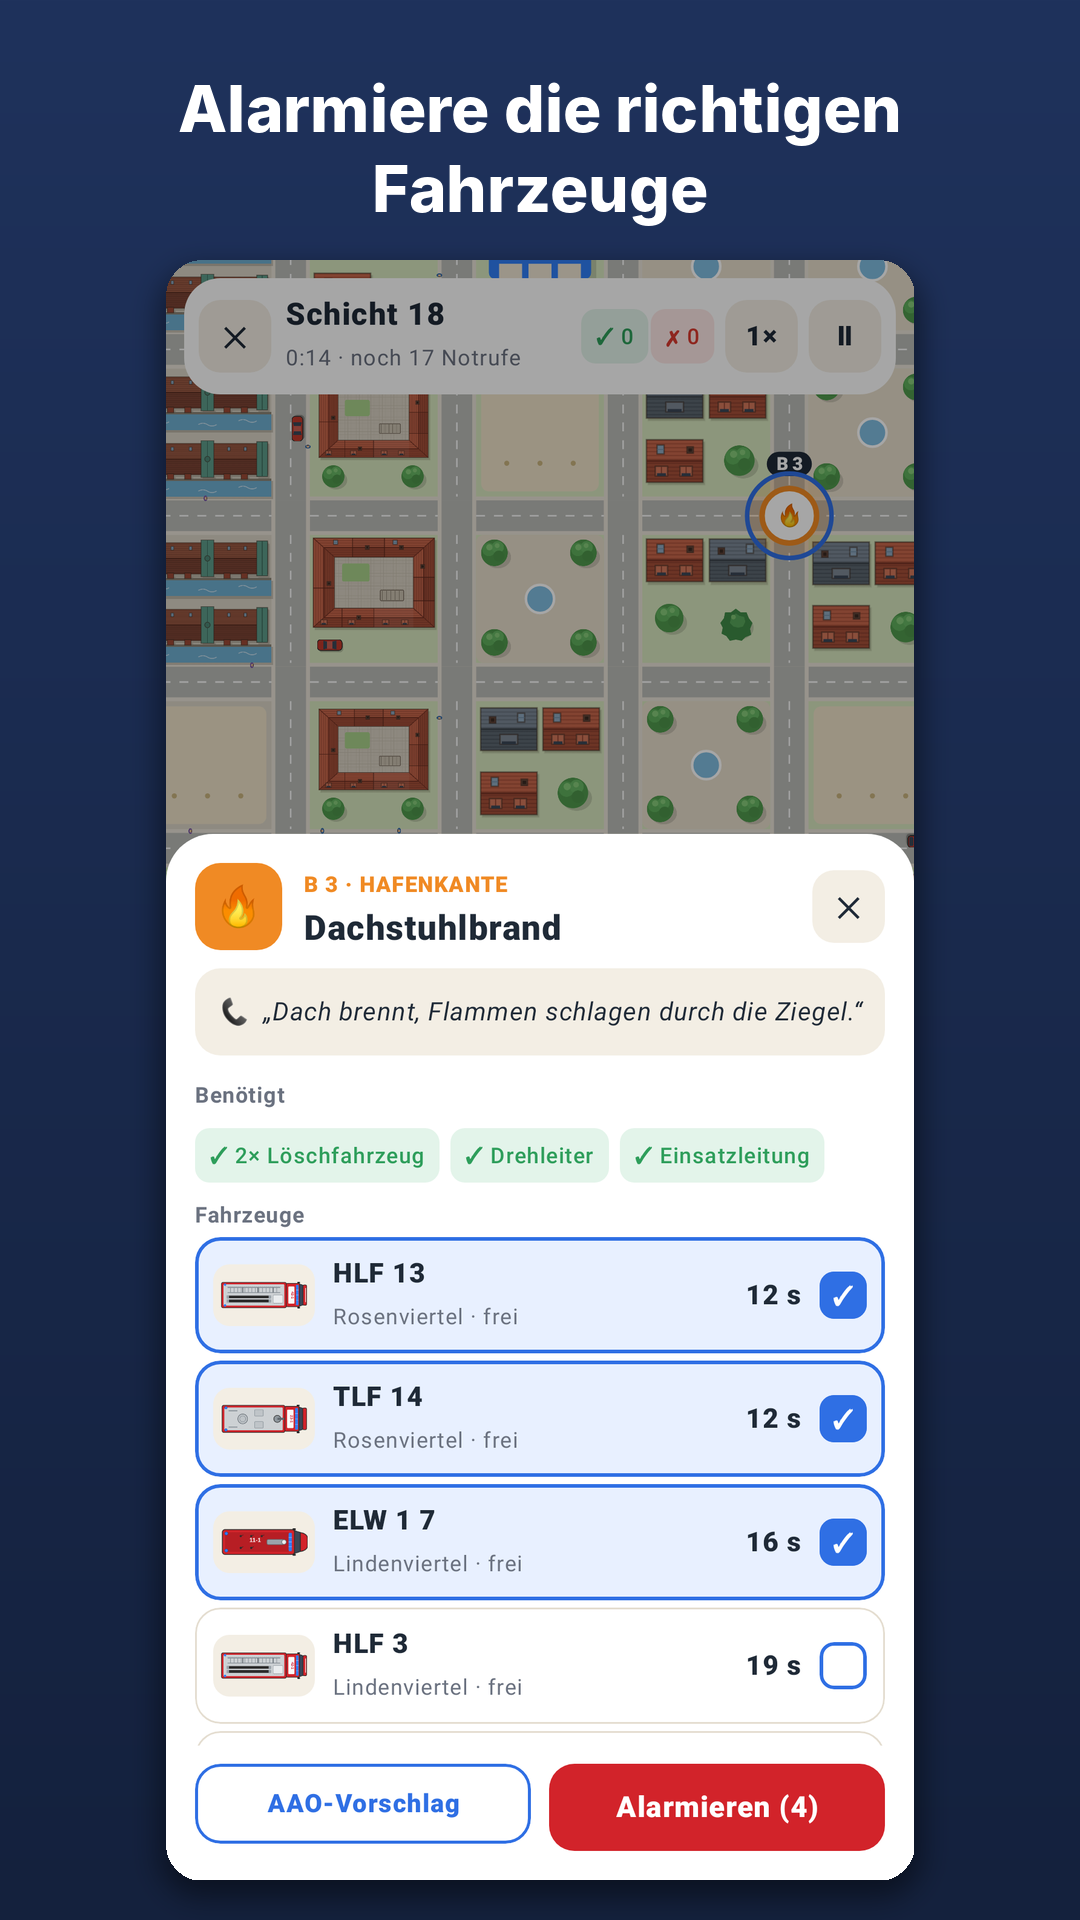 Alarmiere die richtigen
Fahrzeuge
Schicht 18
0:14 · noch 17 Notrufe
✓ 0
✗ 0
1×
B 3
B 3 · HAFENKANTE
Dachstuhlbrand
„Dach brennt, Flammen schlagen durch die Ziegel.“
Benötigt
✓ 2× Löschfahrzeug
✓ Drehleiter
✓ Einsatzleitung
Fahrzeuge
HLF 13
Rosenviertel · frei
12 s
TLF 14
Rosenviertel · frei
12 s
11-1
ELW 1 7
Lindenviertel · frei
16 s
HLF 3
Lindenviertel · frei
19 s
AAO-Vorschlag
Alarmieren (4)